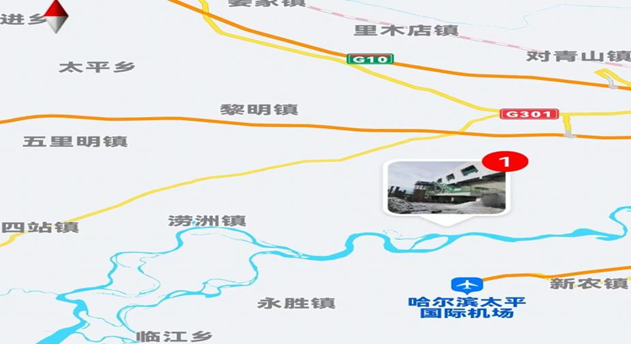 姜家镇
进乡
里木店镇
对青山镇
G10
太平乡
黎明镇
G301
五里明镇
1
涝洲镇
四站镇
新农镇
哈尔滨太平
国际机场
永胜镇
临江乡